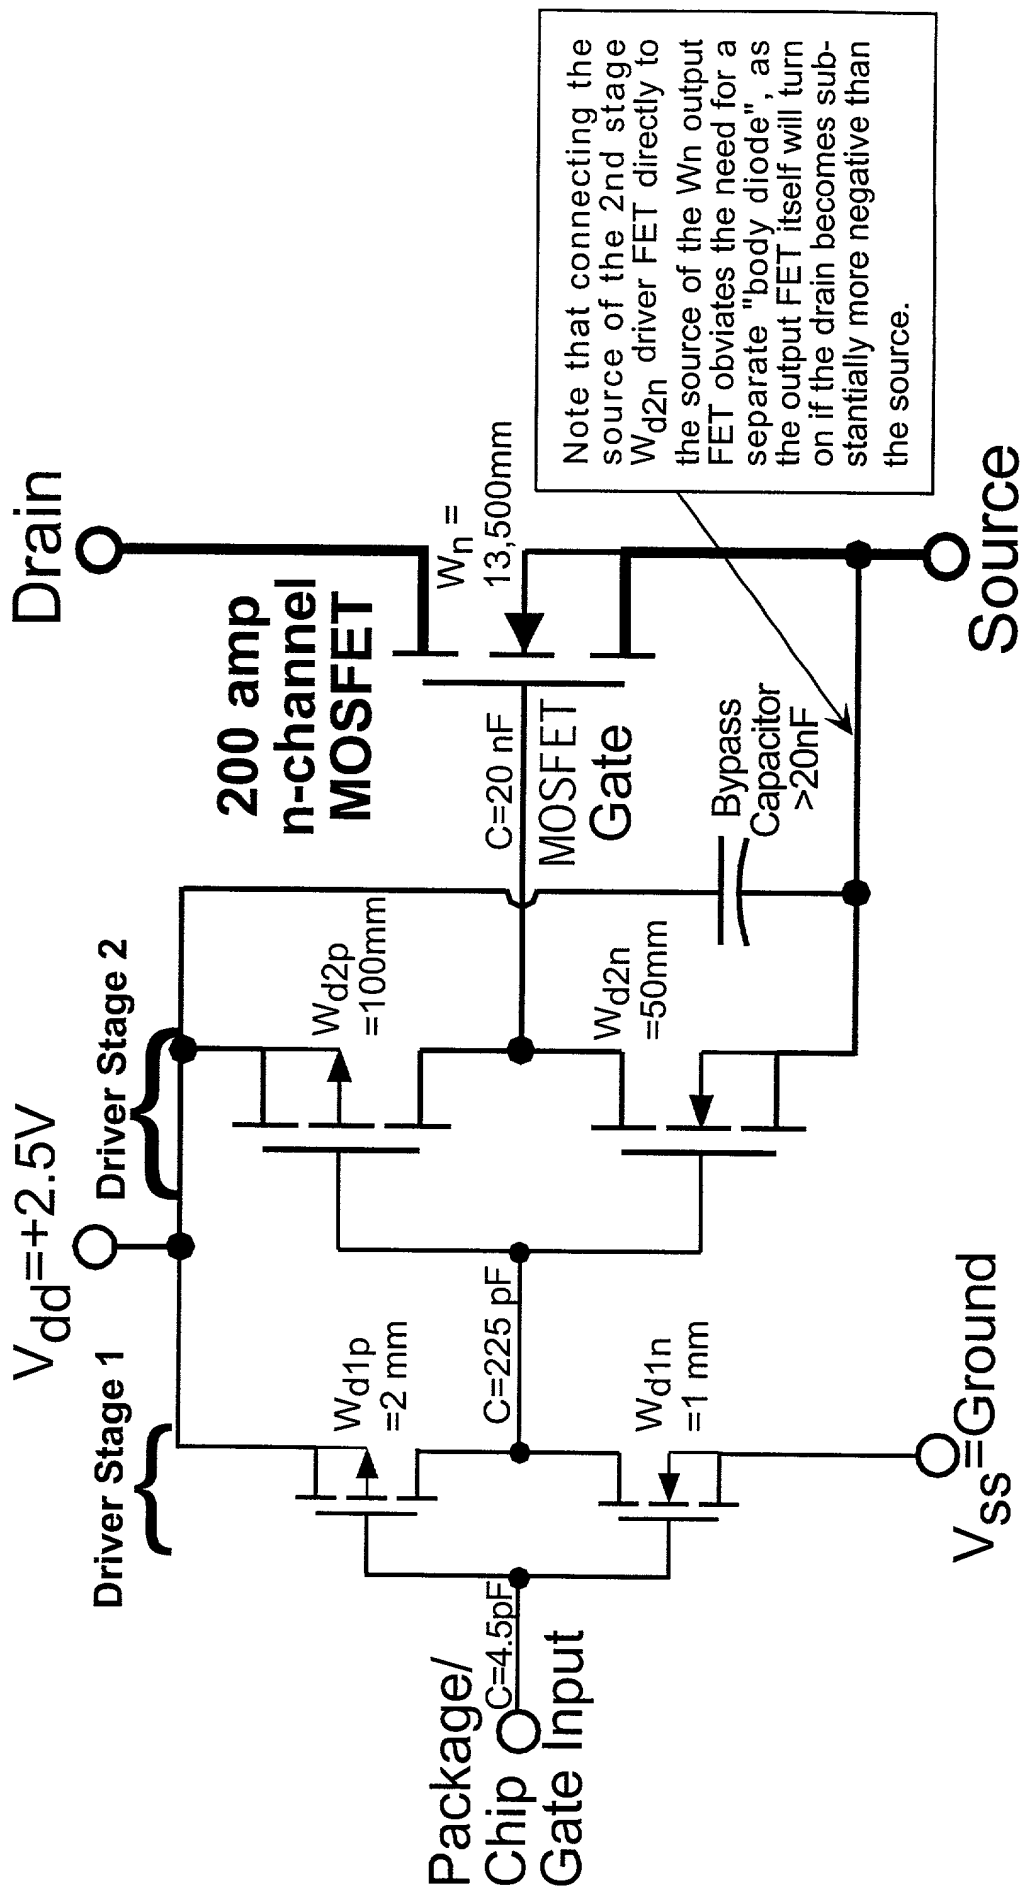 Vdd=+2.5V
Drain
Driver Stage 1
Driver Stage 2
200 amp
n-channel
MOSFET
Wd1p
=2 mm
Wd2p
=100mm
Wn =
13,500mm
Package/
Chip
Gate Input
C=4.5pF
C=225 pF
C=20 nF
MOSFET
Gate
Wd1n
=1 mm
Wd2n
=50mm
Bypass
Capacitor
>20nF
Vss=Ground
Source
Note that connecting the
source of the 2nd stage
Wd2n driver FET directly to
the source of the Wn output
FET obviates the need for a
separate "body diode", as
the output FET itself will turn
on if the drain becomes sub-
stantially more negative than
the source.